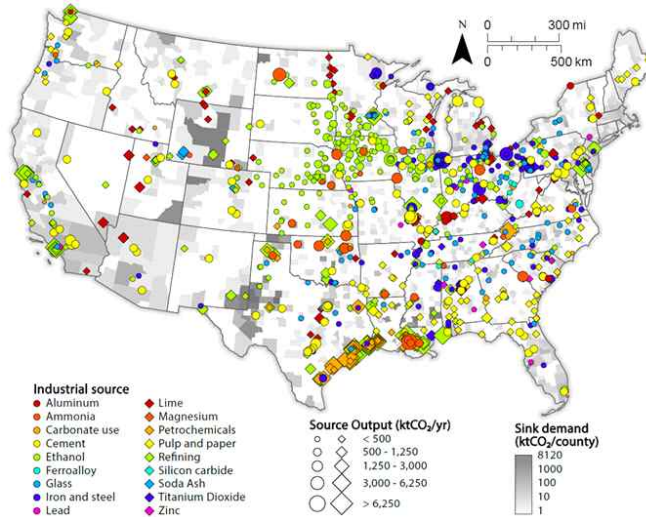 N
0 300 mi
0 500 km
Industrial source
Aluminum
Ammonia
Carbonate use
Cement
Ethanol
Ferroalloy
Glass
Iron and steel
Lead
Lime
Magnesium
Petrochemicals
Pulp and paper
Refining
Silicon carbide
Soda Ash
Titanium Dioxide
Zinc
Source Output (ktCO₂/yr)
< 500
500 - 1,250
1,250 - 3,000
3,000 - 6,250
> 6,250
Sink demand
(ktCO₂/county)
8120
1000
100
10
1